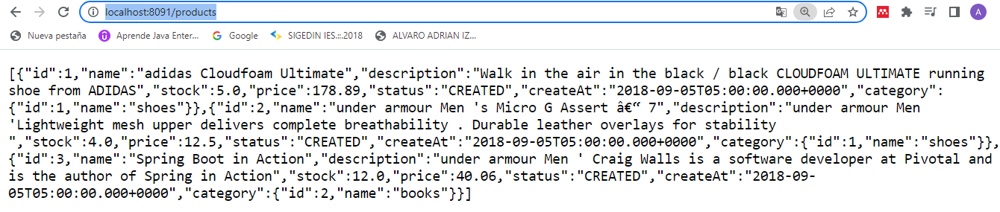 localhost:8091/products
A
Nueva pestaña Aprende Java Enter... Google SIGEDIN IES.::.2018 ALVARO ADRIAN IZ...
[{"id":1,"name":"adidas Cloudfoam Ultimate","description":"Walk in the air in the black / black CLOUDFOAM ULTIMATE running
shoe from ADIDAS","stock":5.0,"price":178.89,"status":"CREATED","createAt":"2018-09-05T05:00:00.000+0000","category":
{"id":1,"name":"shoes"}},{"id":2,"name":"under armour Men 's Micro G Assert â€“ 7","description":"under armour Men
'Lightweight mesh upper delivers complete breathability . Durable leather overlays for stability
","stock":4.0,"price":12.5,"status":"CREATED","createAt":"2018-09-05T05:00:00.000+0000","category":{"id":1,"name":"shoes"}},
{"id":3,"name":"Spring Boot in Action","description":"under armour Men ' Craig Walls is a software developer at Pivotal and
is the author of Spring in Action","stock":12.0,"price":40.06,"status":"CREATED","createAt":"2018-09-
05T05:00:00.000+0000","category":{"id":2,"name":"books"}}]